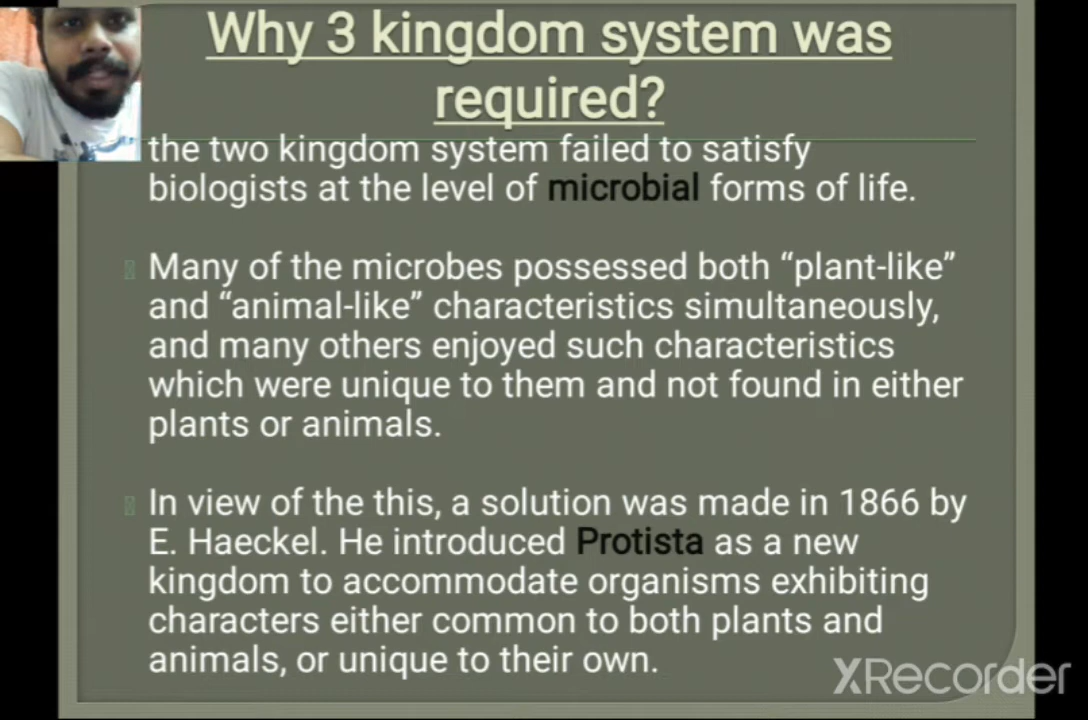 Why 3 kingdom system was
required?
the two kingdom system failed to satisfy
biologists at the level of microbial forms of life.
Many of the microbes possessed both “plant-like”
and “animal-like” characteristics simultaneously,
and many others enjoyed such characteristics
which were unique to them and not found in either
plants or animals.
In view of the this, a solution was made in 1866 by
E. Haeckel. He introduced Protista as a new
kingdom to accommodate organisms exhibiting
characters either common to both plants and
animals, or unique to their own.
XRecorder